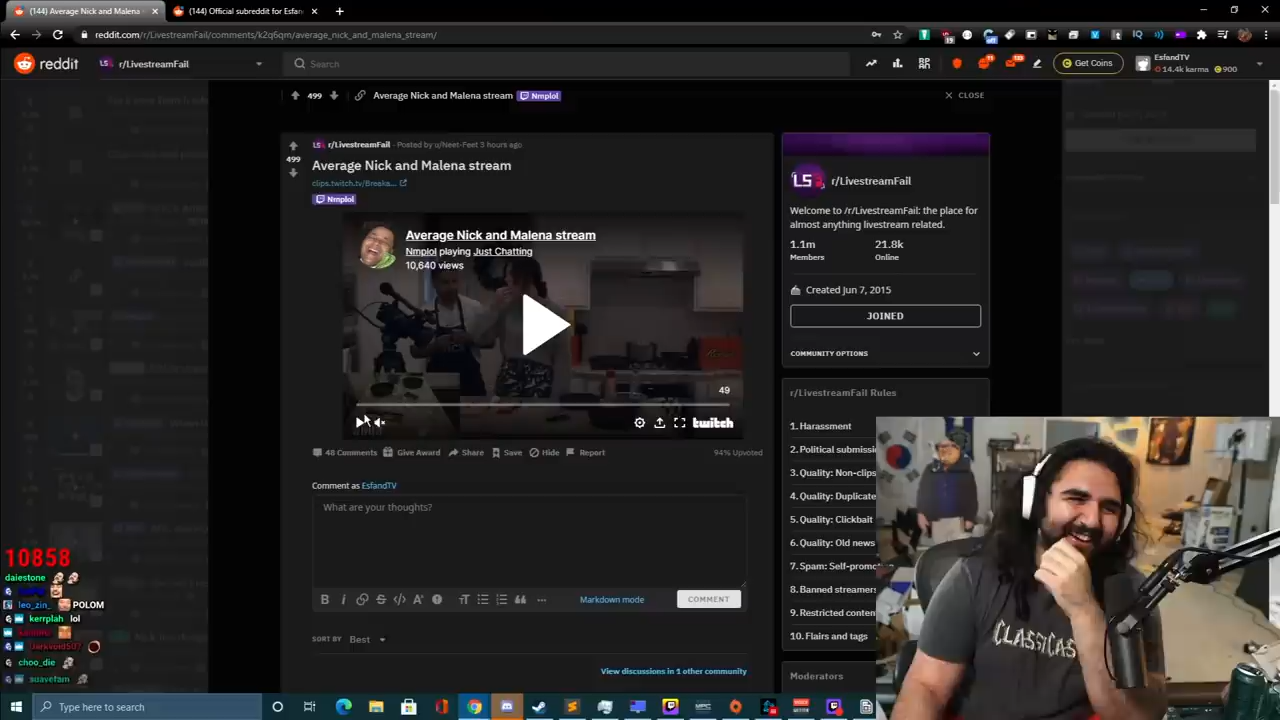 (144) Average Nick and Malena
(144) Official subreddit for Esfan
reddit.com/r/LivestreamFail/comments/k2q6qm/average_nick_and_malena_stream/
reddit
r/LivestreamFail
Search
Get Coins
EsfandTV
14.4k karma 900
499
Average Nick and Malena stream
Nmplol
CLOSE
r/LivestreamFail · Posted by u/Neet-Feet 3 hours ago
499
Average Nick and Malena stream
clips.twitch.tv/Breaka...
Nmplol
Average Nick and Malena stream
Nmplol playing Just Chatting
10,640 views
49
twitch
48 Comments
Give Award
Share
Save
Hide
Report
94% Upvoted
Comment as EsfandTV
What are your thoughts?
Markdown mode
COMMENT
SORT BY Best
View discussions in 1 other community
r/LivestreamFail
Welcome to /r/LivestreamFail: the place for
almost anything livestream related.
1.1m
Members
21.8k
Online
Created Jun 7, 2015
JOINED
COMMUNITY OPTIONS
r/LivestreamFail Rules
1. Harassment
2. Political submissi
3. Quality: Non-clips
4. Quality: Duplicate
5. Quality: Clickbait
6. Quality: Old news
7. Spam: Self-promo
8. Banned streamers
9. Restricted conten
10. Flairs and tags
Moderators
10858
daiestone
leo_zin_ POLOM
kerrplah lol
choo_die
suavefam
CLASSICAS
Type here to search